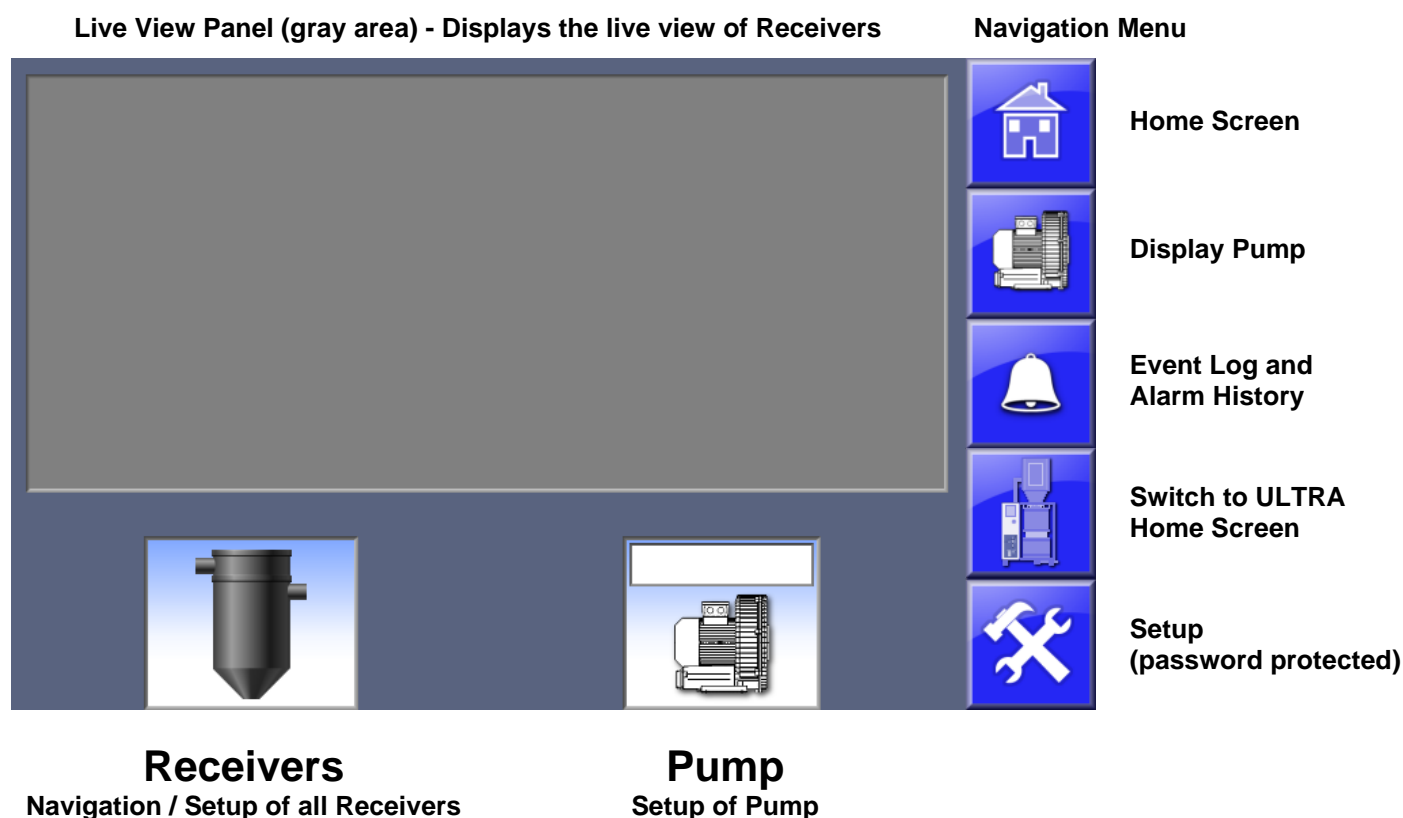 Live View Panel (gray area) - Displays the live view of Receivers
Navigation Menu
Home Screen
Display Pump
Event Log and
Alarm History
Switch to ULTRA
Home Screen
Setup
(password protected)
Receivers
Navigation / Setup of all Receivers
Pump
Setup of Pump